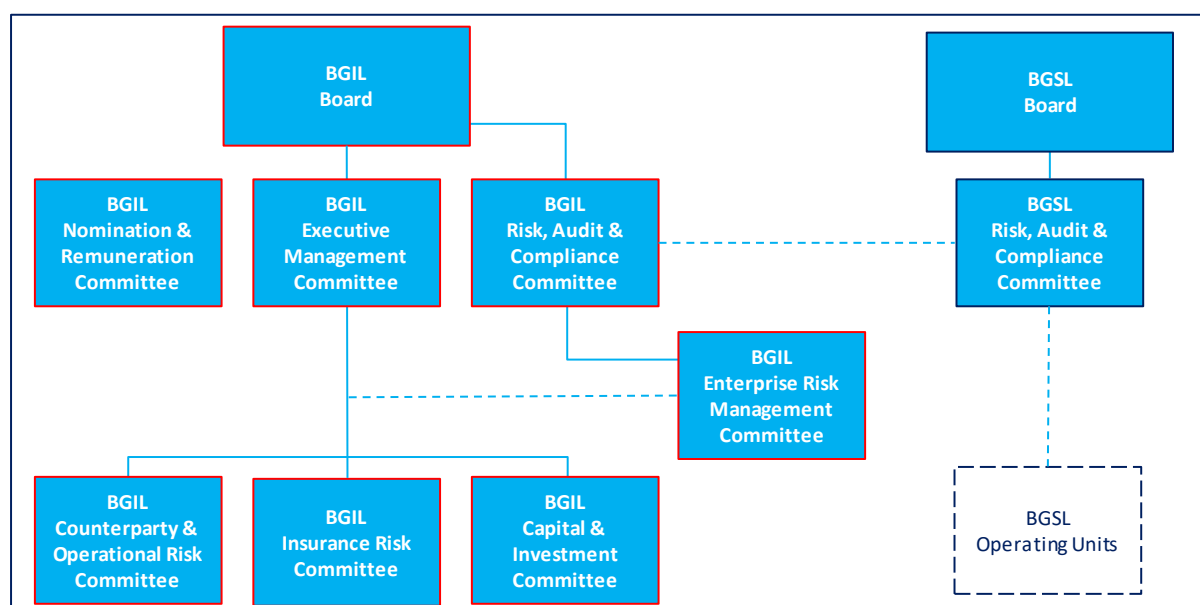 BGIL
Board
BGSL
Board
BGIL
Nomination &
Remuneration
Committee
BGIL
Executive
Management
Committee
BGIL
Risk, Audit &
Compliance
Committee
BGSL
Risk, Audit &
Compliance
Committee
BGIL
Enterprise Risk
Management
Committee
BGIL
Counterparty &
Operational Risk
Committee
BGIL
Insurance Risk
Committee
BGIL
Capital &
Investment
Committee
BGSL
Operating Units